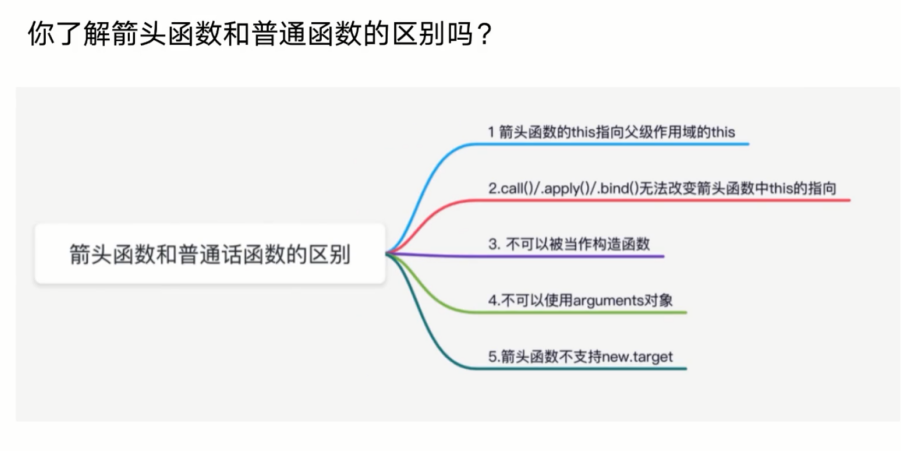 你了解箭头函数和普通函数的区别吗？
箭头函数和普通话函数的区别
1 箭头函数的this指向父级作用域的this
2.call()/.apply()/.bind()无法改变箭头函数中this的指向
3. 不可以被当作构造函数
4.不可以使用arguments对象
5.箭头函数不支持new.target